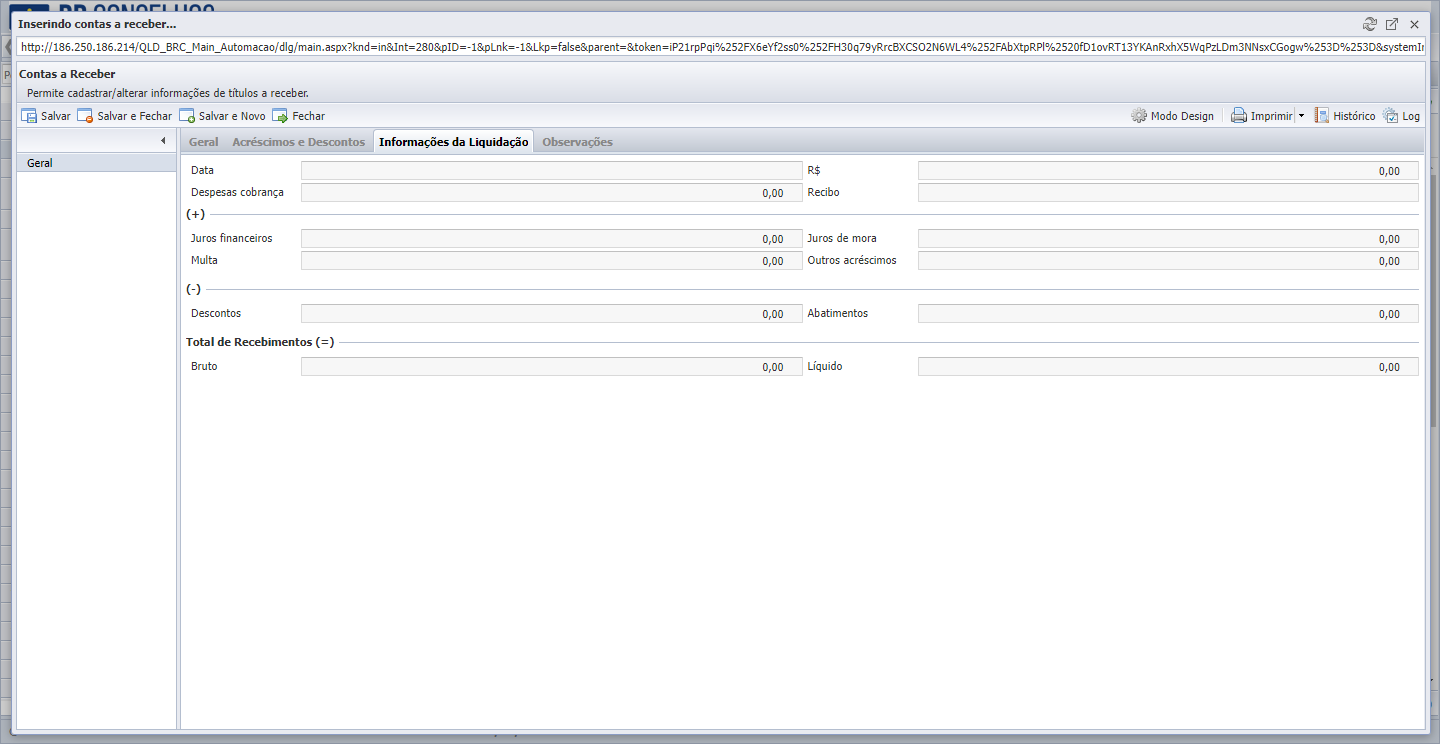 Inserindo contas a receber...
http://186.250.186.214/QLD_BRC_Main_Automacao/dlg/main.aspx?knd=in&Int=280&pID=-1&pLnk=-1&Lkp=false&parent=&token=iP21rpPqi%252FX6eYf2ss0%252FH30q79yRrcBXCSO2N6WL4%252FAbXtpRPl%2520fD1ovRT13YKAnRxhX5WqPzLDm3NNsxCGogw%253D%253D&systemIn
Contas a Receber
Permite cadastrar/alterar informações de títulos a receber.
Salvar Salvar e Fechar Salvar e Novo Fechar Modo Design Imprimir Histórico Log
Geral Acréscimos e Descontos Informações da Liquidação Observações
Geral
Data R$ 0,00
Despesas cobrança 0,00 Recibo
(+)
Juros financeiros 0,00 Juros de mora 0,00
Multa 0,00 Outros acréscimos 0,00
(-)
Descontos 0,00 Abatimentos 0,00
Total de Recebimentos (=)
Bruto 0,00 Líquido 0,00